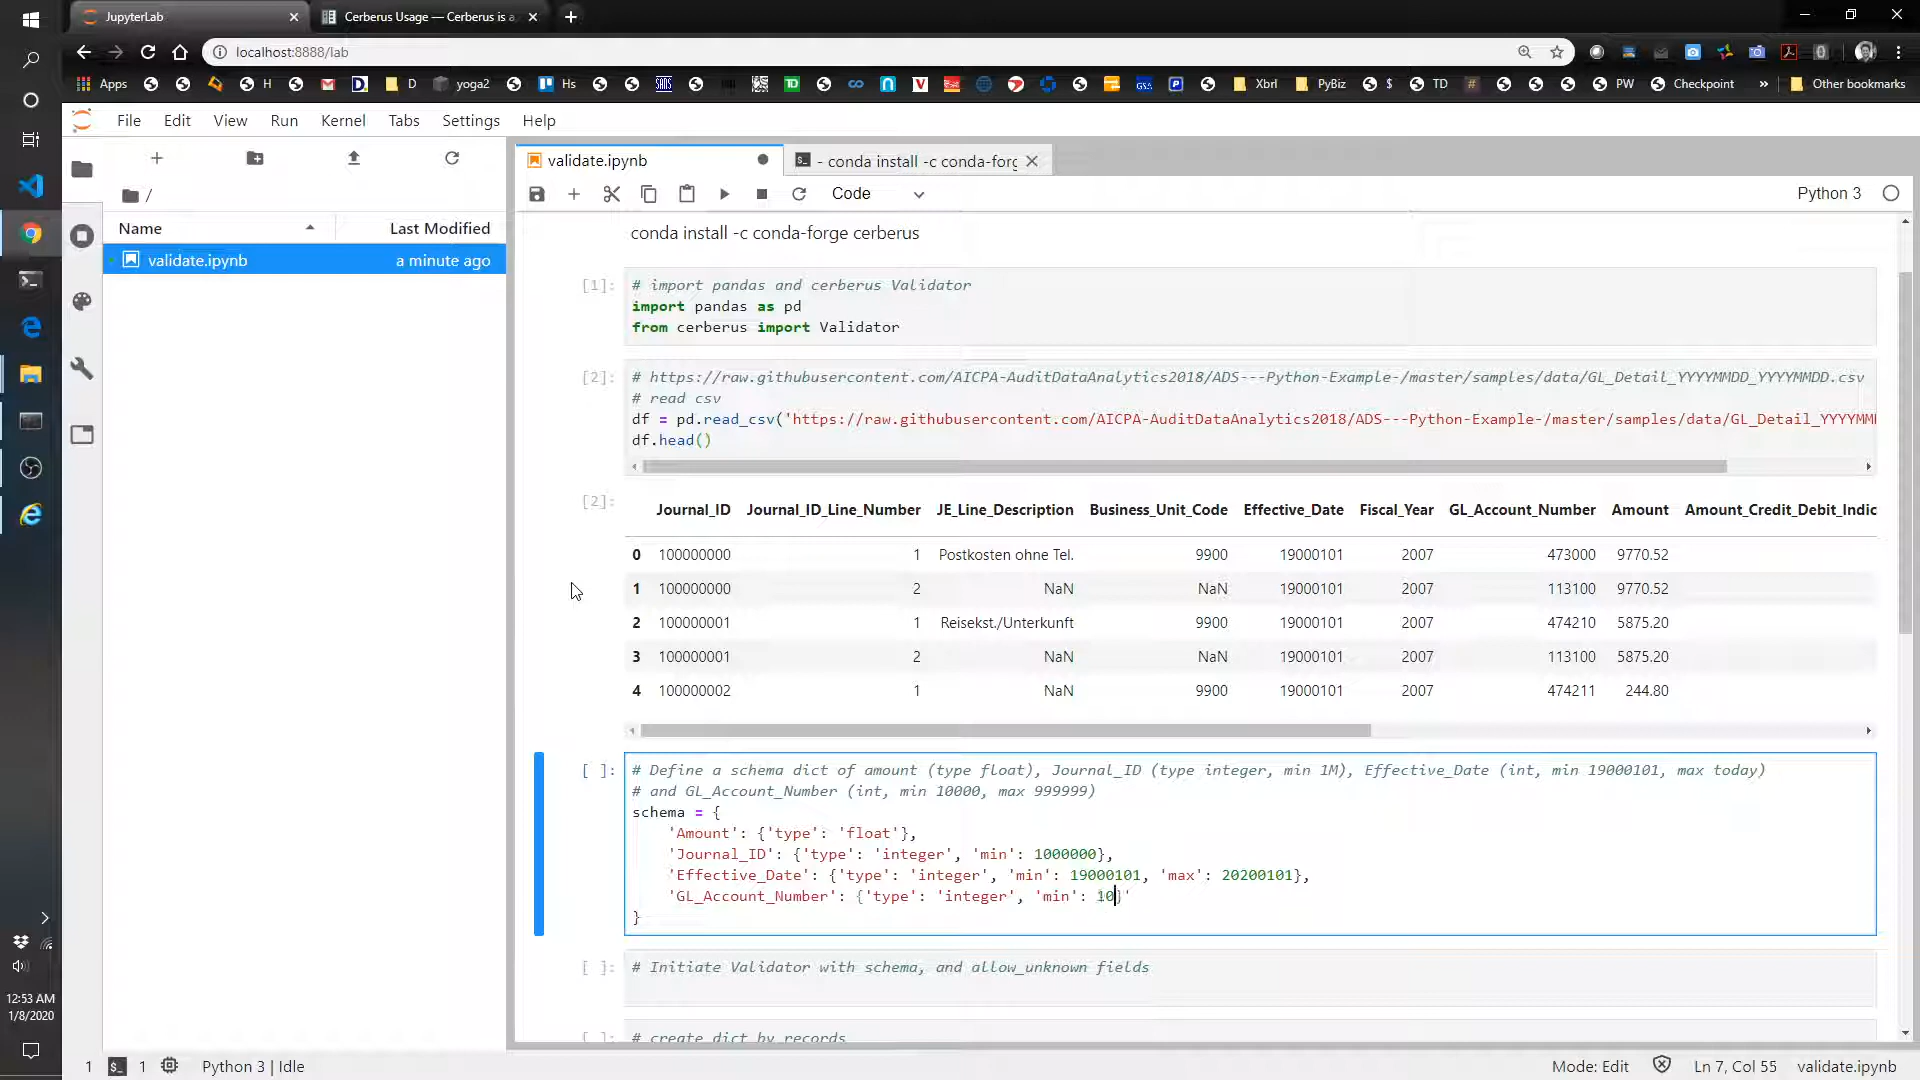 JupyterLab
Cerberus Usage — Cerberus is a
localhost:8888/lab
Apps
H
D
yoga2
Hs
TD
Xbrl
PyBiz
$
TD
PW
Checkpoint
Other bookmarks
File Edit View Run Kernel Tabs Settings Help
/
Name Last Modified
validate.ipynb a minute ago
validate.ipynb
- conda install -c conda-forg
Code
Python 3
conda install -c conda-forge cerberus
[1]:
# import pandas and cerberus Validator
import pandas as pd
from cerberus import Validator
[2]:
# https://raw.githubusercontent.com/AICPA-AuditDataAnalytics2018/ADS---Python-Example-/master/samples/data/GL_Detail_YYYYMMDD_YYYYMMDD.csv
# read csv
df = pd.read_csv('https://raw.githubusercontent.com/AICPA-AuditDataAnalytics2018/ADS---Python-Example-/master/samples/data/GL_Detail_YYYYMM
df.head()
[2]:
Journal_ID Journal_ID_Line_Number JE_Line_Description Business_Unit_Code Effective_Date Fiscal_Year GL_Account_Number Amount Amount_Credit_Debit_Indic
0 100000000 1 Postkosten ohne Tel. 9900 19000101 2007 473000 9770.52
1 100000000 2 NaN NaN 19000101 2007 113100 9770.52
2 100000001 1 Reisekst./Unterkunft 9900 19000101 2007 474210 5875.20
3 100000001 2 NaN NaN 19000101 2007 113100 5875.20
4 100000002 1 NaN 9900 19000101 2007 474211 244.80
[ ]:
# Define a schema dict of amount (type float), Journal_ID (type integer, min 1M), Effective_Date (int, min 19000101, max today)
# and GL_Account_Number (int, min 10000, max 999999)
schema = {
'Amount': {'type': 'float'},
'Journal_ID': {'type': 'integer', 'min': 1000000},
'Effective_Date': {'type': 'integer', 'min': 19000101, 'max': 20200101},
'GL_Account_Number': {'type': 'integer', 'min': 10}'
}
[ ]:
# Initiate Validator with schema, and allow_unknown fields
[ ]:
# create dict by records
12:53 AM
1/8/2020
1 1 Python 3 | Idle
Mode: Edit Ln 7, Col 55 validate.ipynb